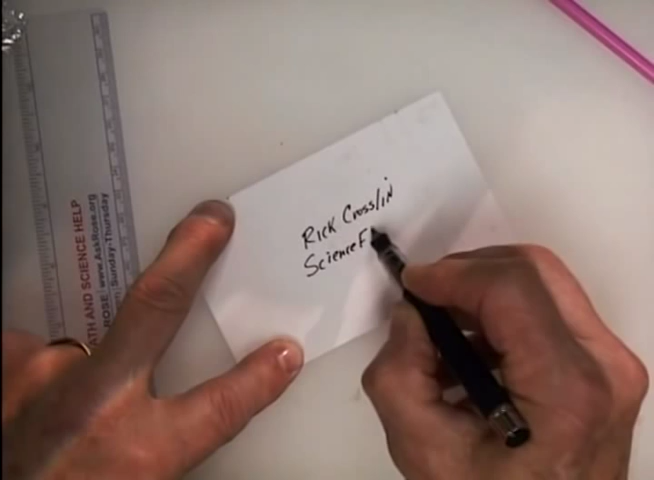 Rick Crosslin
Science F
MATH AND SCIENCE HELP
ROSE www.AskRose.org
Sunday-Thursday